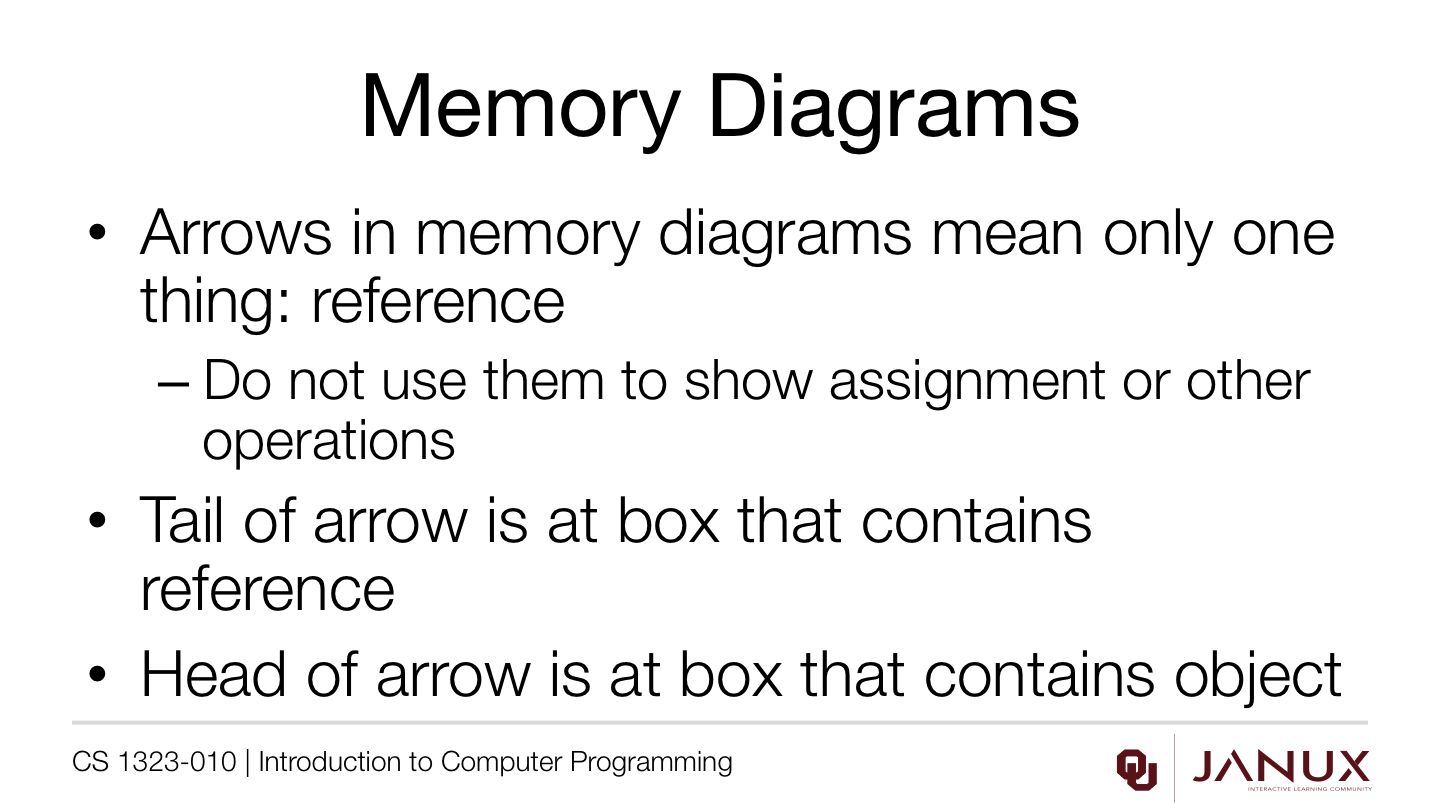 Memory Diagrams
• Arrows in memory diagrams mean only one
thing: reference
– Do not use them to show assignment or other
operations
• Tail of arrow is at box that contains
reference
• Head of arrow is at box that contains object
CS 1323-010 | Introduction to Computer Programming
OU
JANUX
INTERACTIVE LEARNING COMMUNITY